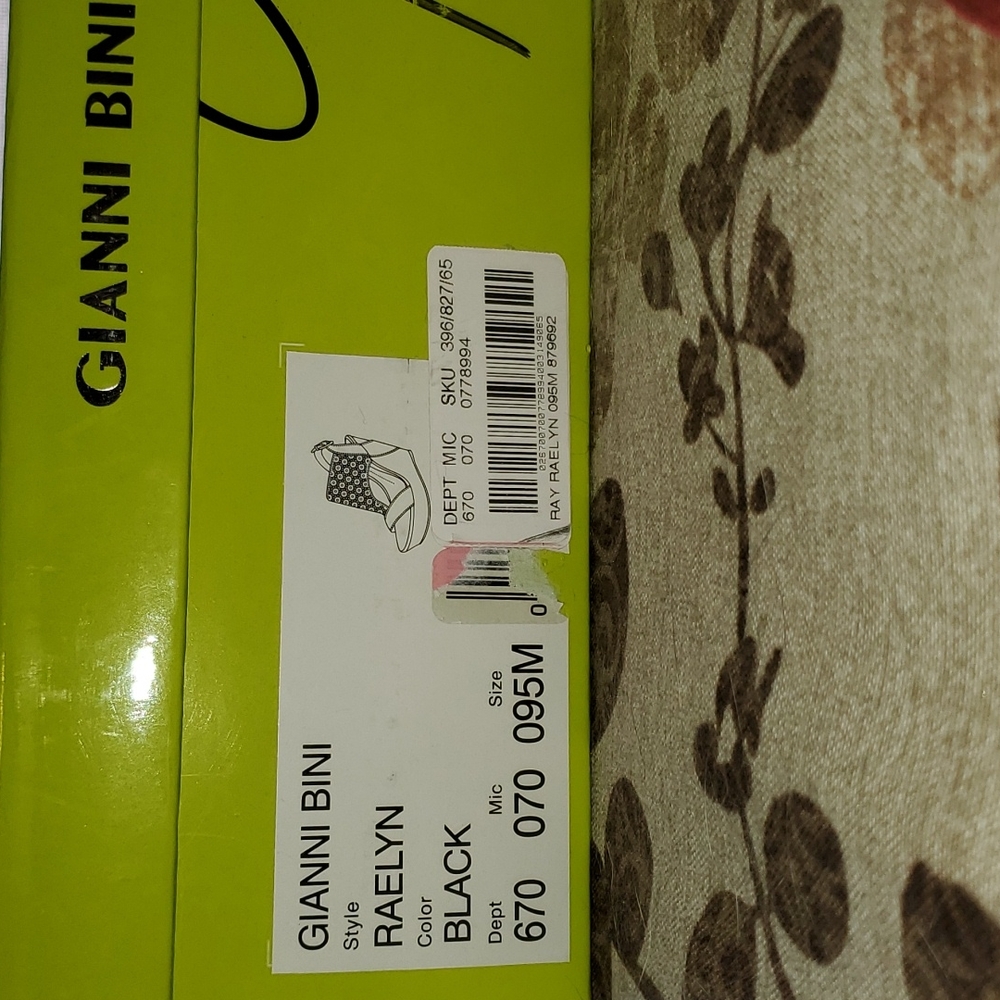 GIANNI BINI
GIANNI BINI
Style
RAELYN
Color
BLACK
Dept Mic Size
670 070 095M
0
DEPT MIC SKU 396/827/65
670 070 0778994
RAY RAELYN 095M 879692